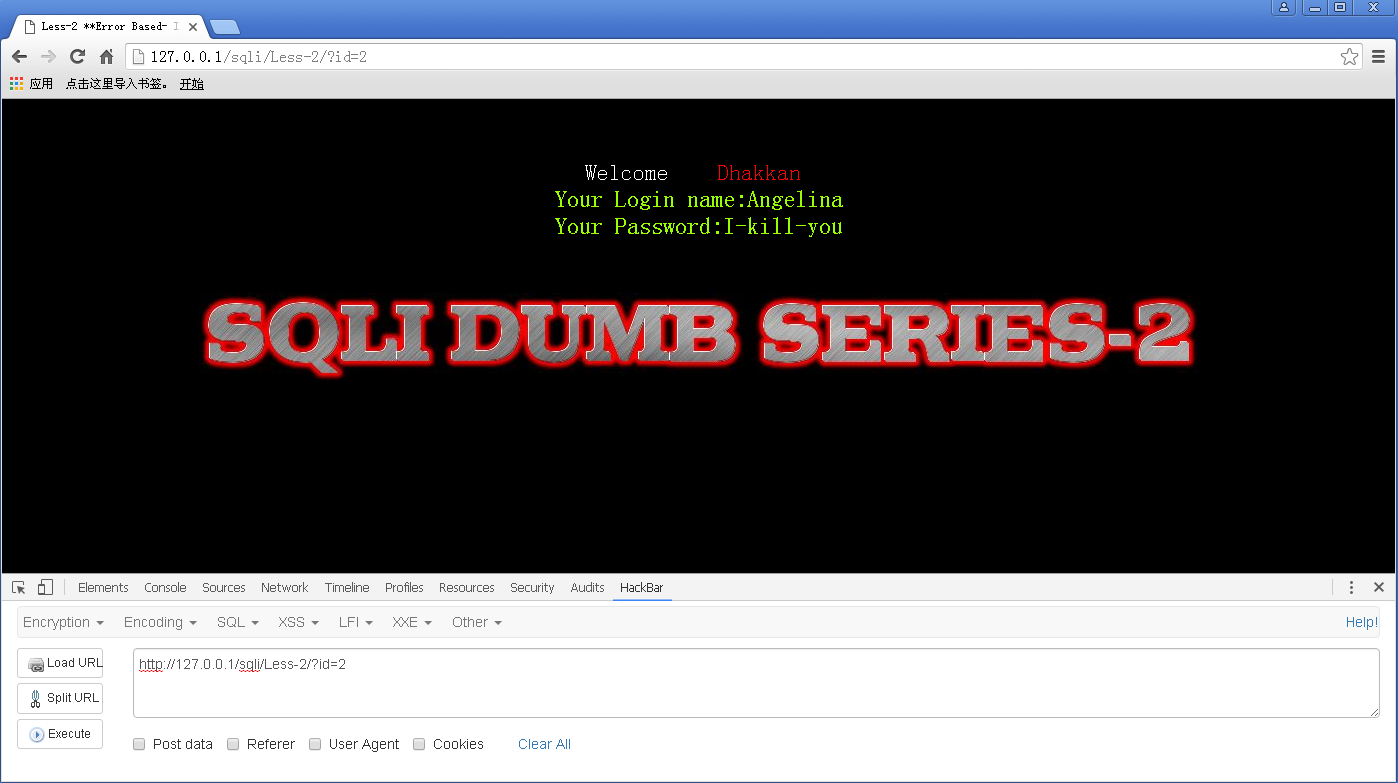 Less-2 **Error Based- I
127.0.0.1/sqli/Less-2/?id=2
应用 点击这里导入书签。 开始
Welcome Dhakkan
Your Login name:Angelina
Your Password:I-kill-you
SQLI DUMB SERIES-2
Elements Console Sources Network Timeline Profiles Resources Security Audits HackBar
Encryption Encoding SQL XSS LFI XXE Other Help!
Load URL http://127.0.0.1/sqli/Less-2/?id=2
Split URL
Execute
Post data Referer User Agent Cookies Clear All